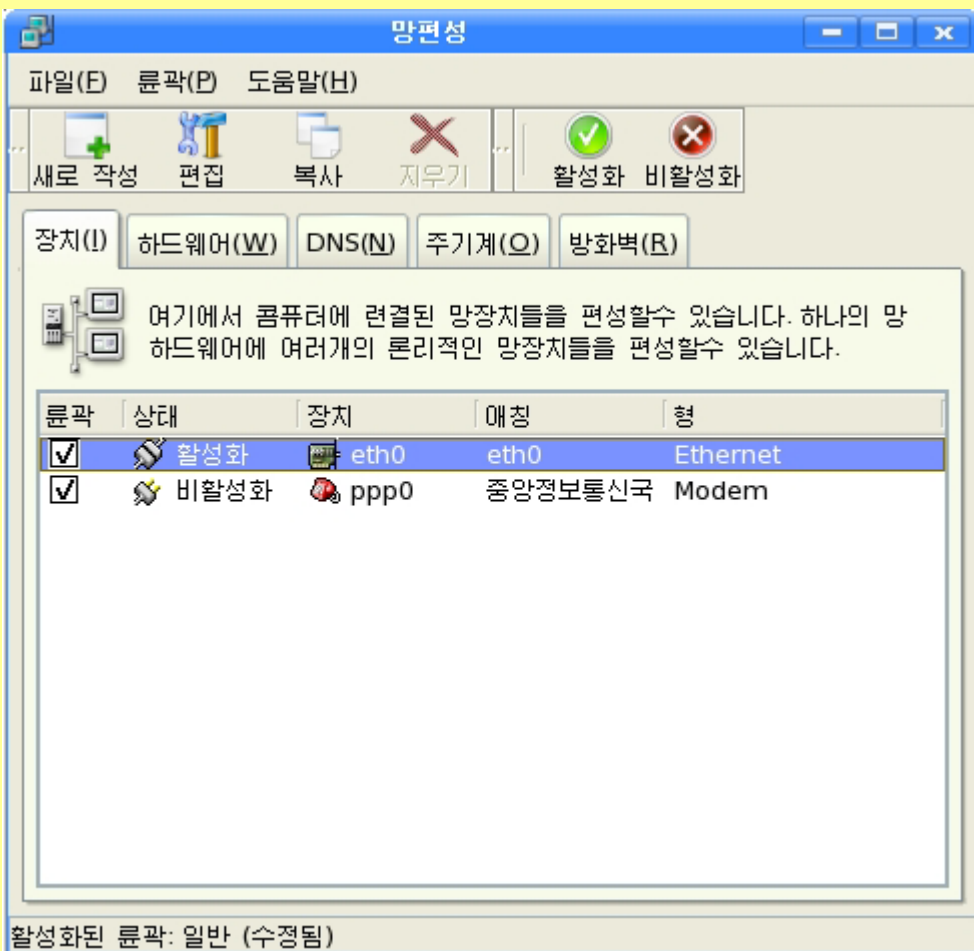 망편성
파일(F) 륜곽(P) 도움말(H)
새로 작성 편집 복사 지우기 활성화 비활성화
장치(I) 하드웨어(W) DNS(N) 주기계(O) 방화벽(R)
여기에서 콤퓨터에 련결된 망장치들을 편성할수 있습니다. 하나의 망
하드웨어에 여러개의 론리적인 망장치들을 편성할수 있습니다.
륜곽 상태 장치 애칭 형
활성화 eth0 eth0 Ethernet
비활성화 ppp0 중앙정보통신국 Modem
활성화된 륜곽: 일반 (수정됨)